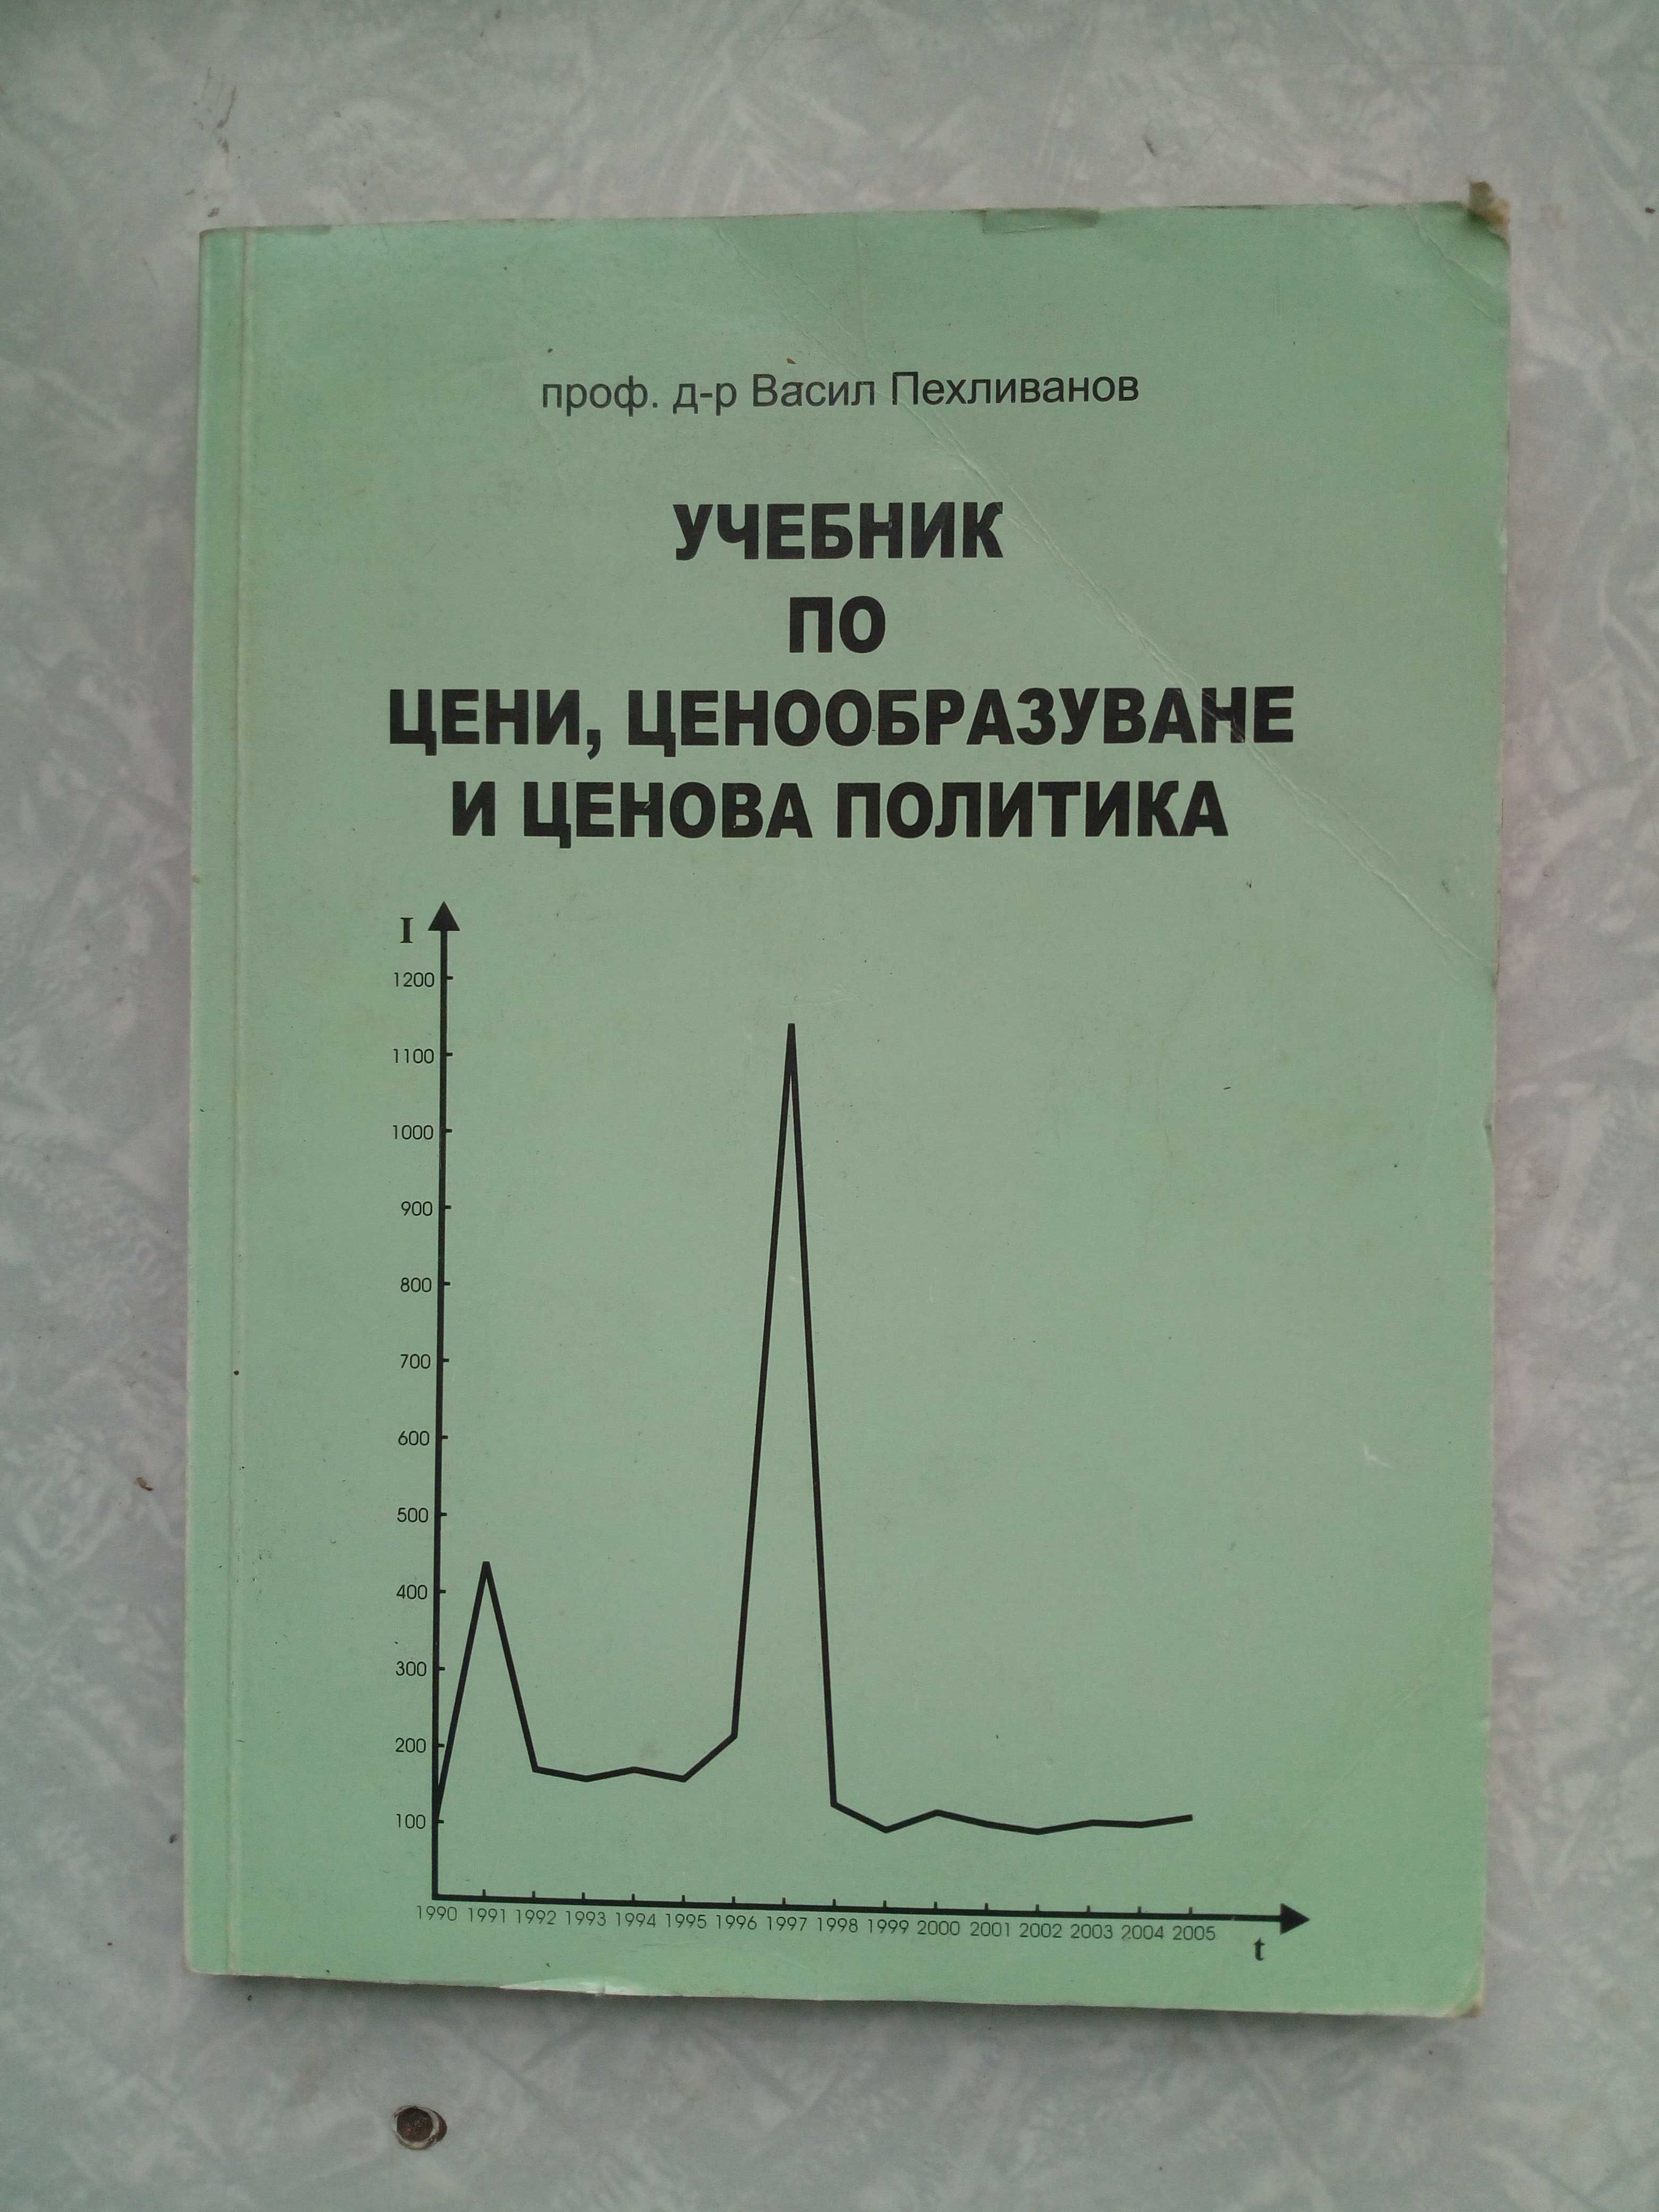 проф. д-р Васил Пехливанов
УЧЕБНИК
ПО
ЦЕНИ, ЦЕНООБРАЗУВАНЕ
И ЦЕНОВА ПОЛИТИКА
I
1200
1100
1000
900
800
700
600
500
400
300
200
100
1990 1991 1992 1993 1994 1995 1996 1997 1998 1999 2000 2001 2002 2003 2004 2005
t